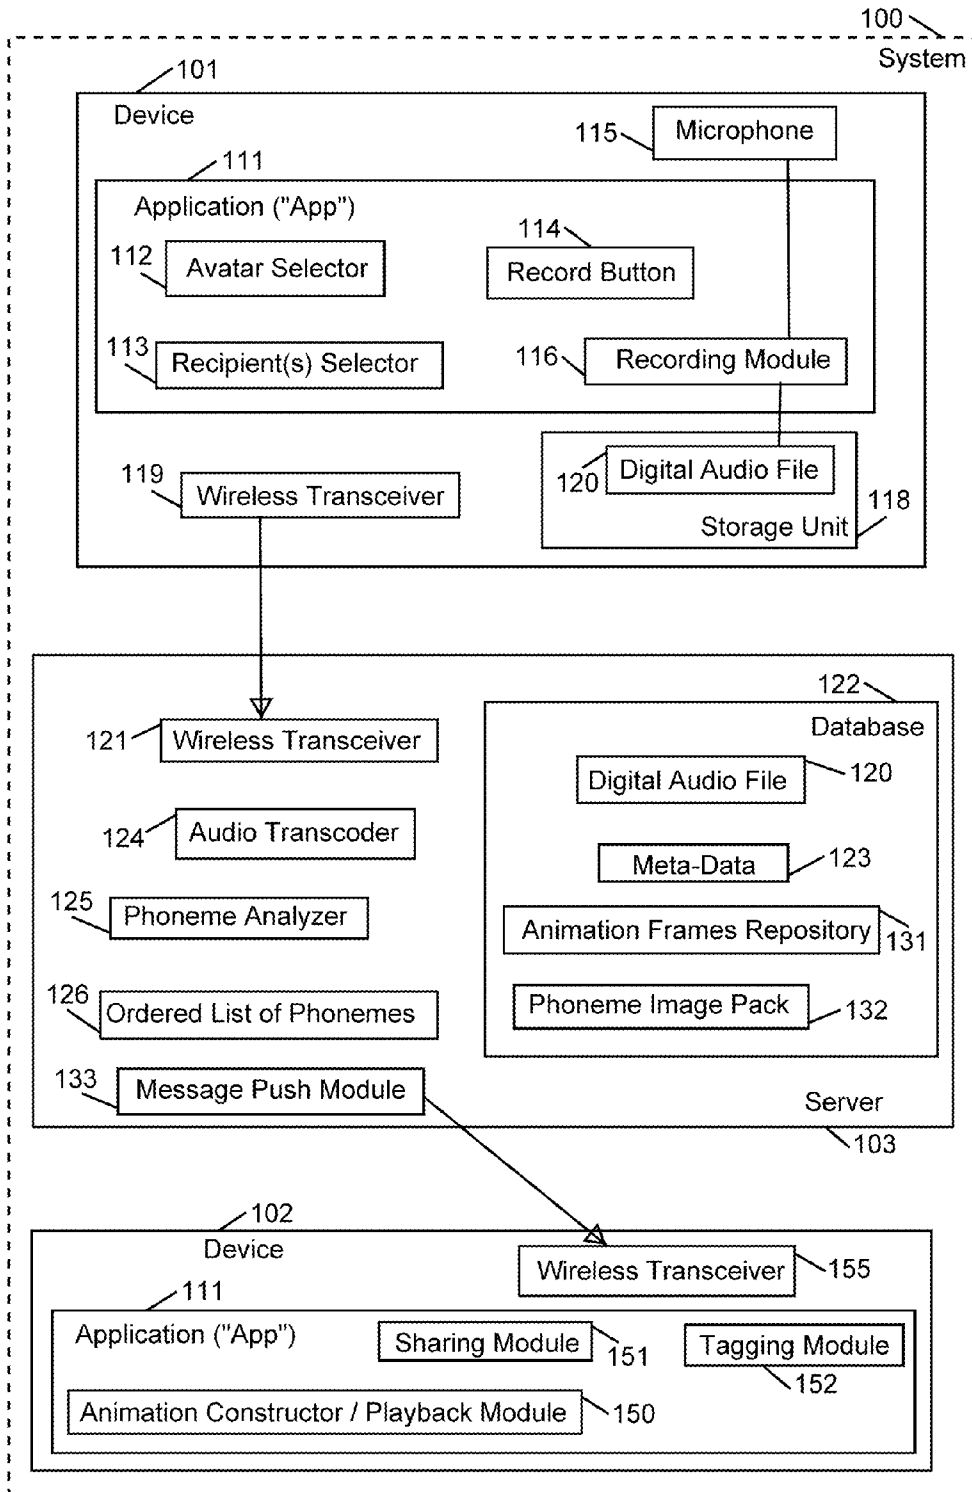 100
System
101
Device
115
Microphone
111
Application ("App")
112
Avatar Selector
114
Record Button
113
Recipient(s) Selector
116
Recording Module
119
Wireless Transceiver
120
Digital Audio File
Storage Unit
118
122
Database
121
Wireless Transceiver
Digital Audio File
120
124
Audio Transcoder
Meta-Data
123
125
Phoneme Analyzer
Animation Frames Repository
131
126
Ordered List of Phonemes
Phoneme Image Pack
132
133
Message Push Module
Server
103
102
Device
Wireless Transceiver
155
111
Application ("App")
Sharing Module
151
Tagging Module
152
Animation Constructor / Playback Module
150